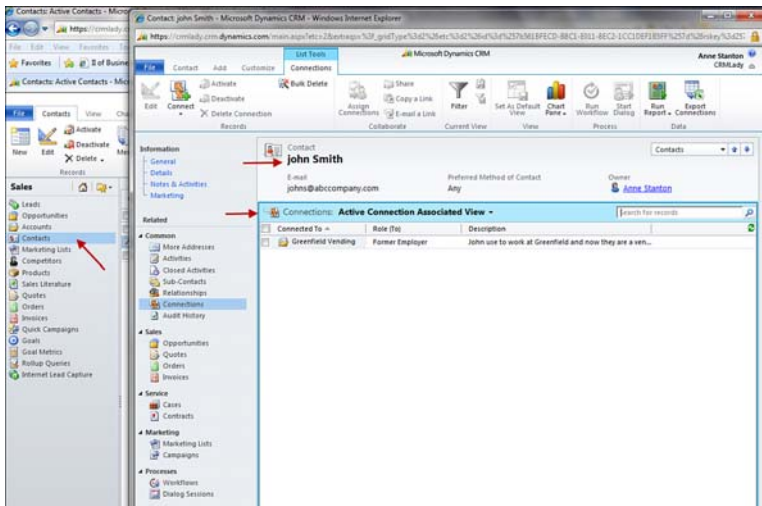 Contacts: Active Contacts - Micro
https://crmlady.cr
File Edit View Favorites
Favorites
8 of Busine
Contacts: Active Contacts - Micr
File Contacts View
New
Edit
Activate
Deactivate
Delete
Records
Sales
Leads
Opportunities
Accounts
Contacts
Marketing Lists
Competitors
Products
Sales Literature
Quotes
Orders
Invoices
Quick Campaigns
Goals
Goal Metrics
Rollup Queries
Internet Lead Capture
Contact: john Smith - Microsoft Dynamics CRM - Windows Internet Explorer
List Tools
Microsoft Dynamics CRM
Anne Stanton
CRMLady
File Contact Add Customize Connections
Edit
Connect
Activate
Deactivate
Delete Connection
Bulk Delete
Records
Assign Connections
Share
Copy a Link
E-mail a Link
Collaborate
Filter
Current View
Set As Default View
Chart Pane
View
Run Workflow
Start Dialog
Process
Run Report
Export Connections
Data
Information
General
Details
Notes & Activities
Marketing
Related
Common
More Addresses
Activities
Closed Activities
Sub-Contacts
Relationships
Connections
Audit History
Sales
Opportunities
Quotes
Orders
Invoices
Service
Cases
Contracts
Marketing
Marketing Lists
Campaigns
Processes
Workflows
Dialog Sessions
Contact
john Smith
Contacts
E-mail Preferred Method of Contact Owner
johns@abccompany.com Any Anne Stanton
Connections: Active Connection Associated View
Search for records
Connected To Role (To) Description
Greenfield Vending Former Employer John use to work at Greenfield and now they are a ven...